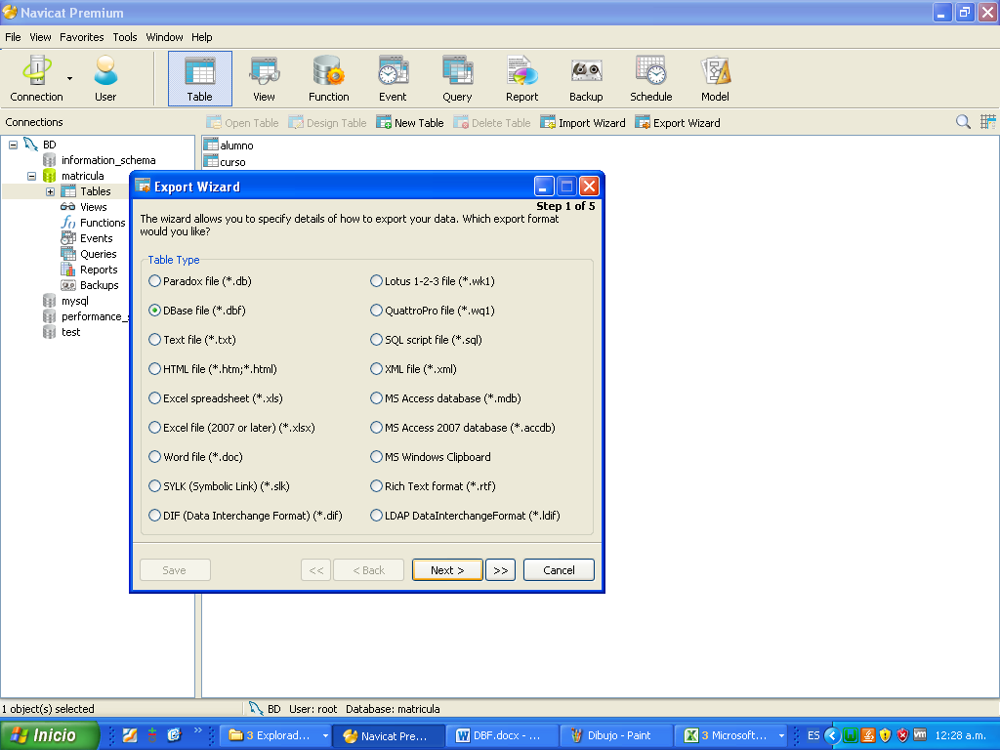 Navicat Premium
File View Favorites Tools Window Help
Connection User Table View Function Event Query Report Backup Schedule Model
Connections Open Table Design Table New Table Delete Table Import Wizard Export Wizard
BD
information_schema
matricula
Tables
Views
Functions
Events
Queries
Reports
Backups
mysql
performance_
test
alumno
curso
Export Wizard
Step 1 of 5
The wizard allows you to specify details of how to export your data. Which export format
would you like?
Table Type
Paradox file (*.db)
DBase file (*.dbf)
Text file (*.txt)
HTML file (*.htm;*.html)
Excel spreadsheet (*.xls)
Excel file (2007 or later) (*.xlsx)
Word file (*.doc)
SYLK (Symbolic Link) (*.slk)
DIF (Data Interchange Format) (*.dif)
Lotus 1-2-3 file (*.wk1)
QuattroPro file (*.wq1)
SQL script file (*.sql)
XML file (*.xml)
MS Access database (*.mdb)
MS Access 2007 database (*.accdb)
MS Windows Clipboard
Rich Text format (*.rtf)
LDAP DataInterchangeFormat (*.ldif)
Save << < Back Next > >> Cancel
1 object(s) selected BD User: root Database: matricula
Inicio » 3 Explorad... Navicat Pre... DBF.docx - ... Dibujo - Paint 3 Microsoft... ES 12:28 a.m.